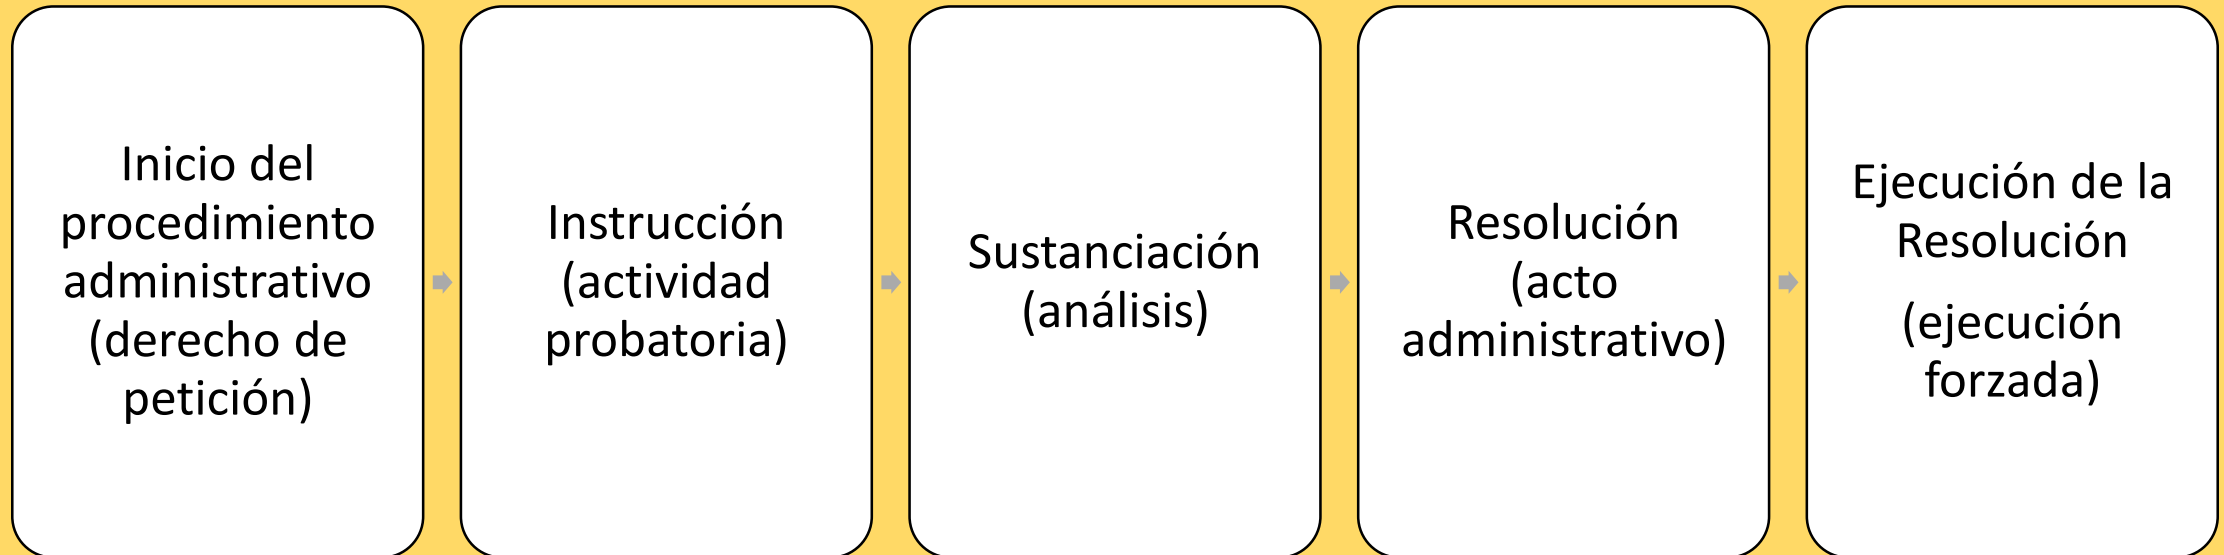 Inicio del
procedimiento
administrativo
(derecho de
petición)
Instrucción
(actividad
probatoria)
Sustanciación
(análisis)
Resolución
(acto
administrativo)
Ejecución de la
Resolución
(ejecución
forzada)